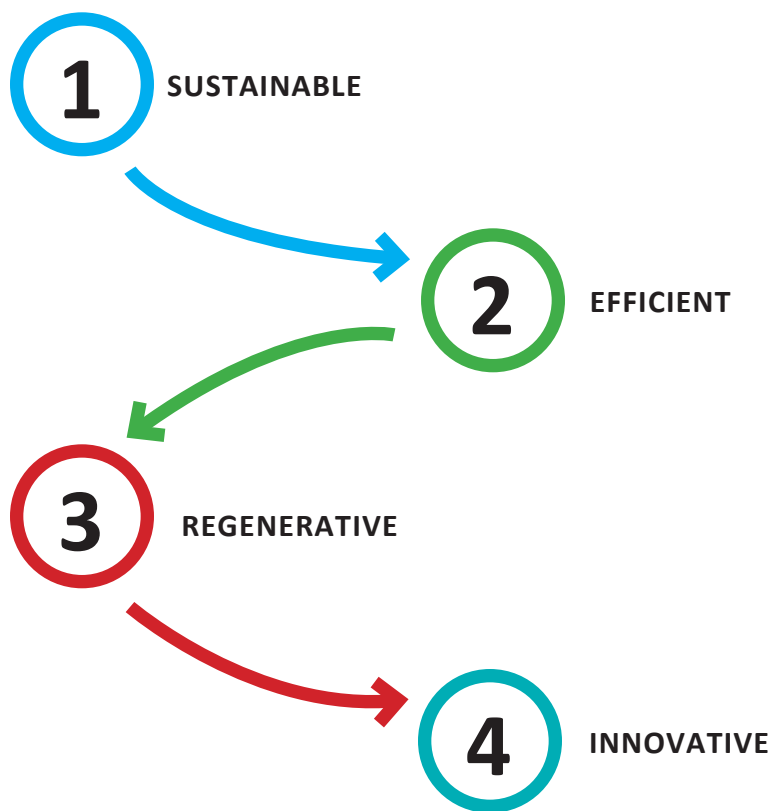 1
SUSTAINABLE
2
EFFICIENT
3
REGENERATIVE
4
INNOVATIVE